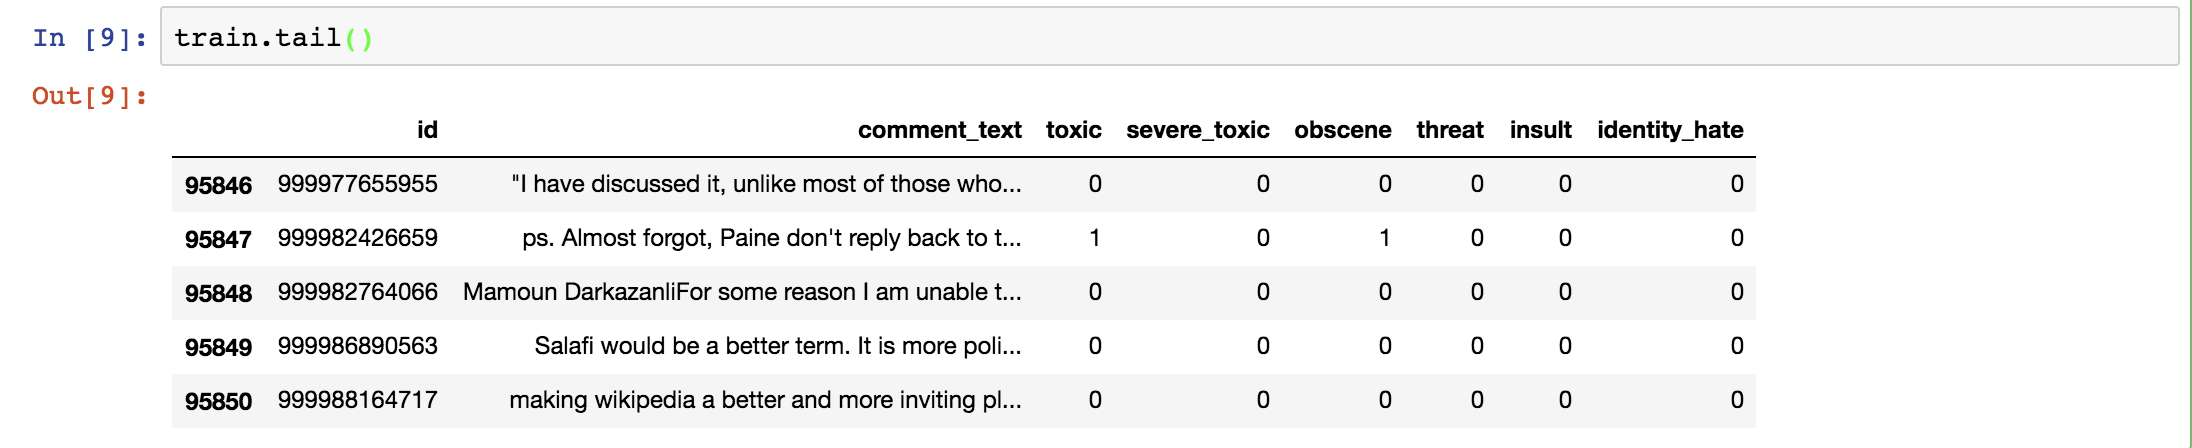 In [9]: train.tail()
Out[9]:
id comment_text toxic severe_toxic obscene threat insult identity_hate
95846 999977655955 "I have discussed it, unlike most of those who... 0 0 0 0 0 0
95847 999982426659 ps. Almost forgot, Paine don't reply back to t... 1 0 1 0 0 0
95848 999982764066 Mamoun DarkazanliFor some reason I am unable t... 0 0 0 0 0 0
95849 999986890563 Salafi would be a better term. It is more poli... 0 0 0 0 0 0
95850 999988164717 making wikipedia a better and more inviting pl... 0 0 0 0 0 0